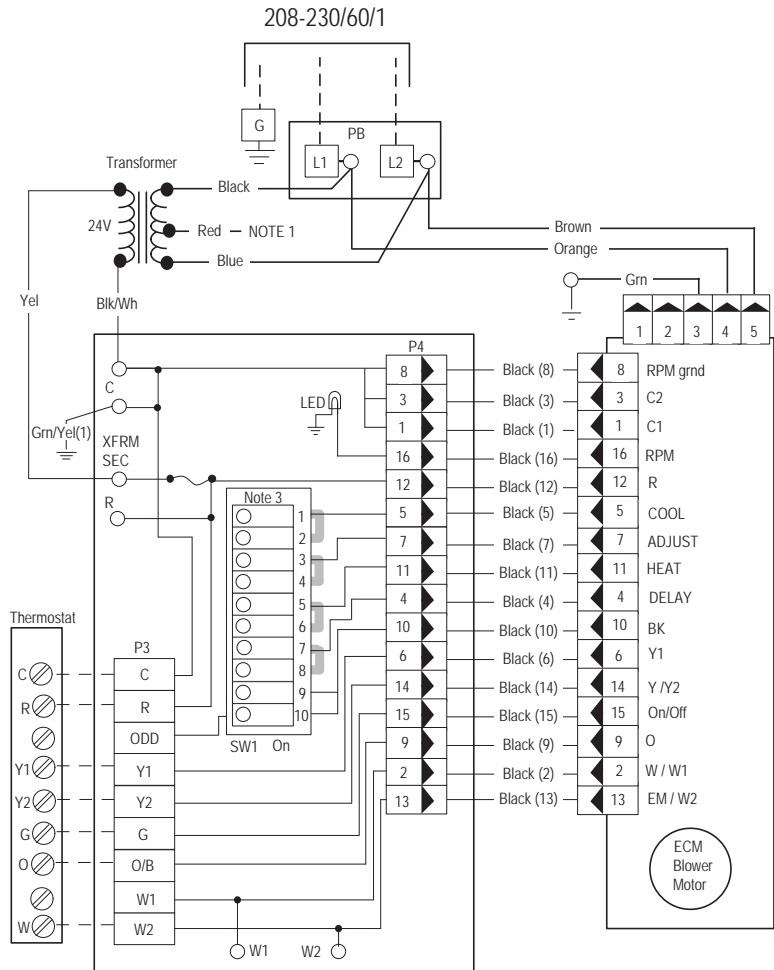 208-230/60/1
G
PB
L1
L2
Transformer
Black
24V
Red
NOTE 1
Blue
Brown
Orange
Grn
Yel
Blk/Wh
1 2 3 4 5
P4
C
8
Black (8)
8
RPM grnd
LED
3
Black (3)
3
C2
Grn/Yel(1)
1
Black (1)
1
C1
XFRM
SEC
16
Black (16)
16
RPM
12
Black (12)
12
R
R
Note 3
1
2
3
4
5
6
7
8
9
10
SW1 On
5
Black (5)
5
COOL
7
Black (7)
7
ADJUST
11
Black (11)
11
HEAT
4
Black (4)
4
DELAY
10
Black (10)
10
BK
6
Black (6)
6
Y1
14
Black (14)
14
Y /Y2
15
Black (15)
15
On/Off
9
Black (9)
9
O
2
Black (2)
2
W / W1
13
Black (13)
13
EM / W2
Thermostat
P3
C
C
R
R
ODD
Y1
Y1
Y2
Y2
G
G
O
O/B
W1
W
W2
W1
W2
ECM
Blower
Motor